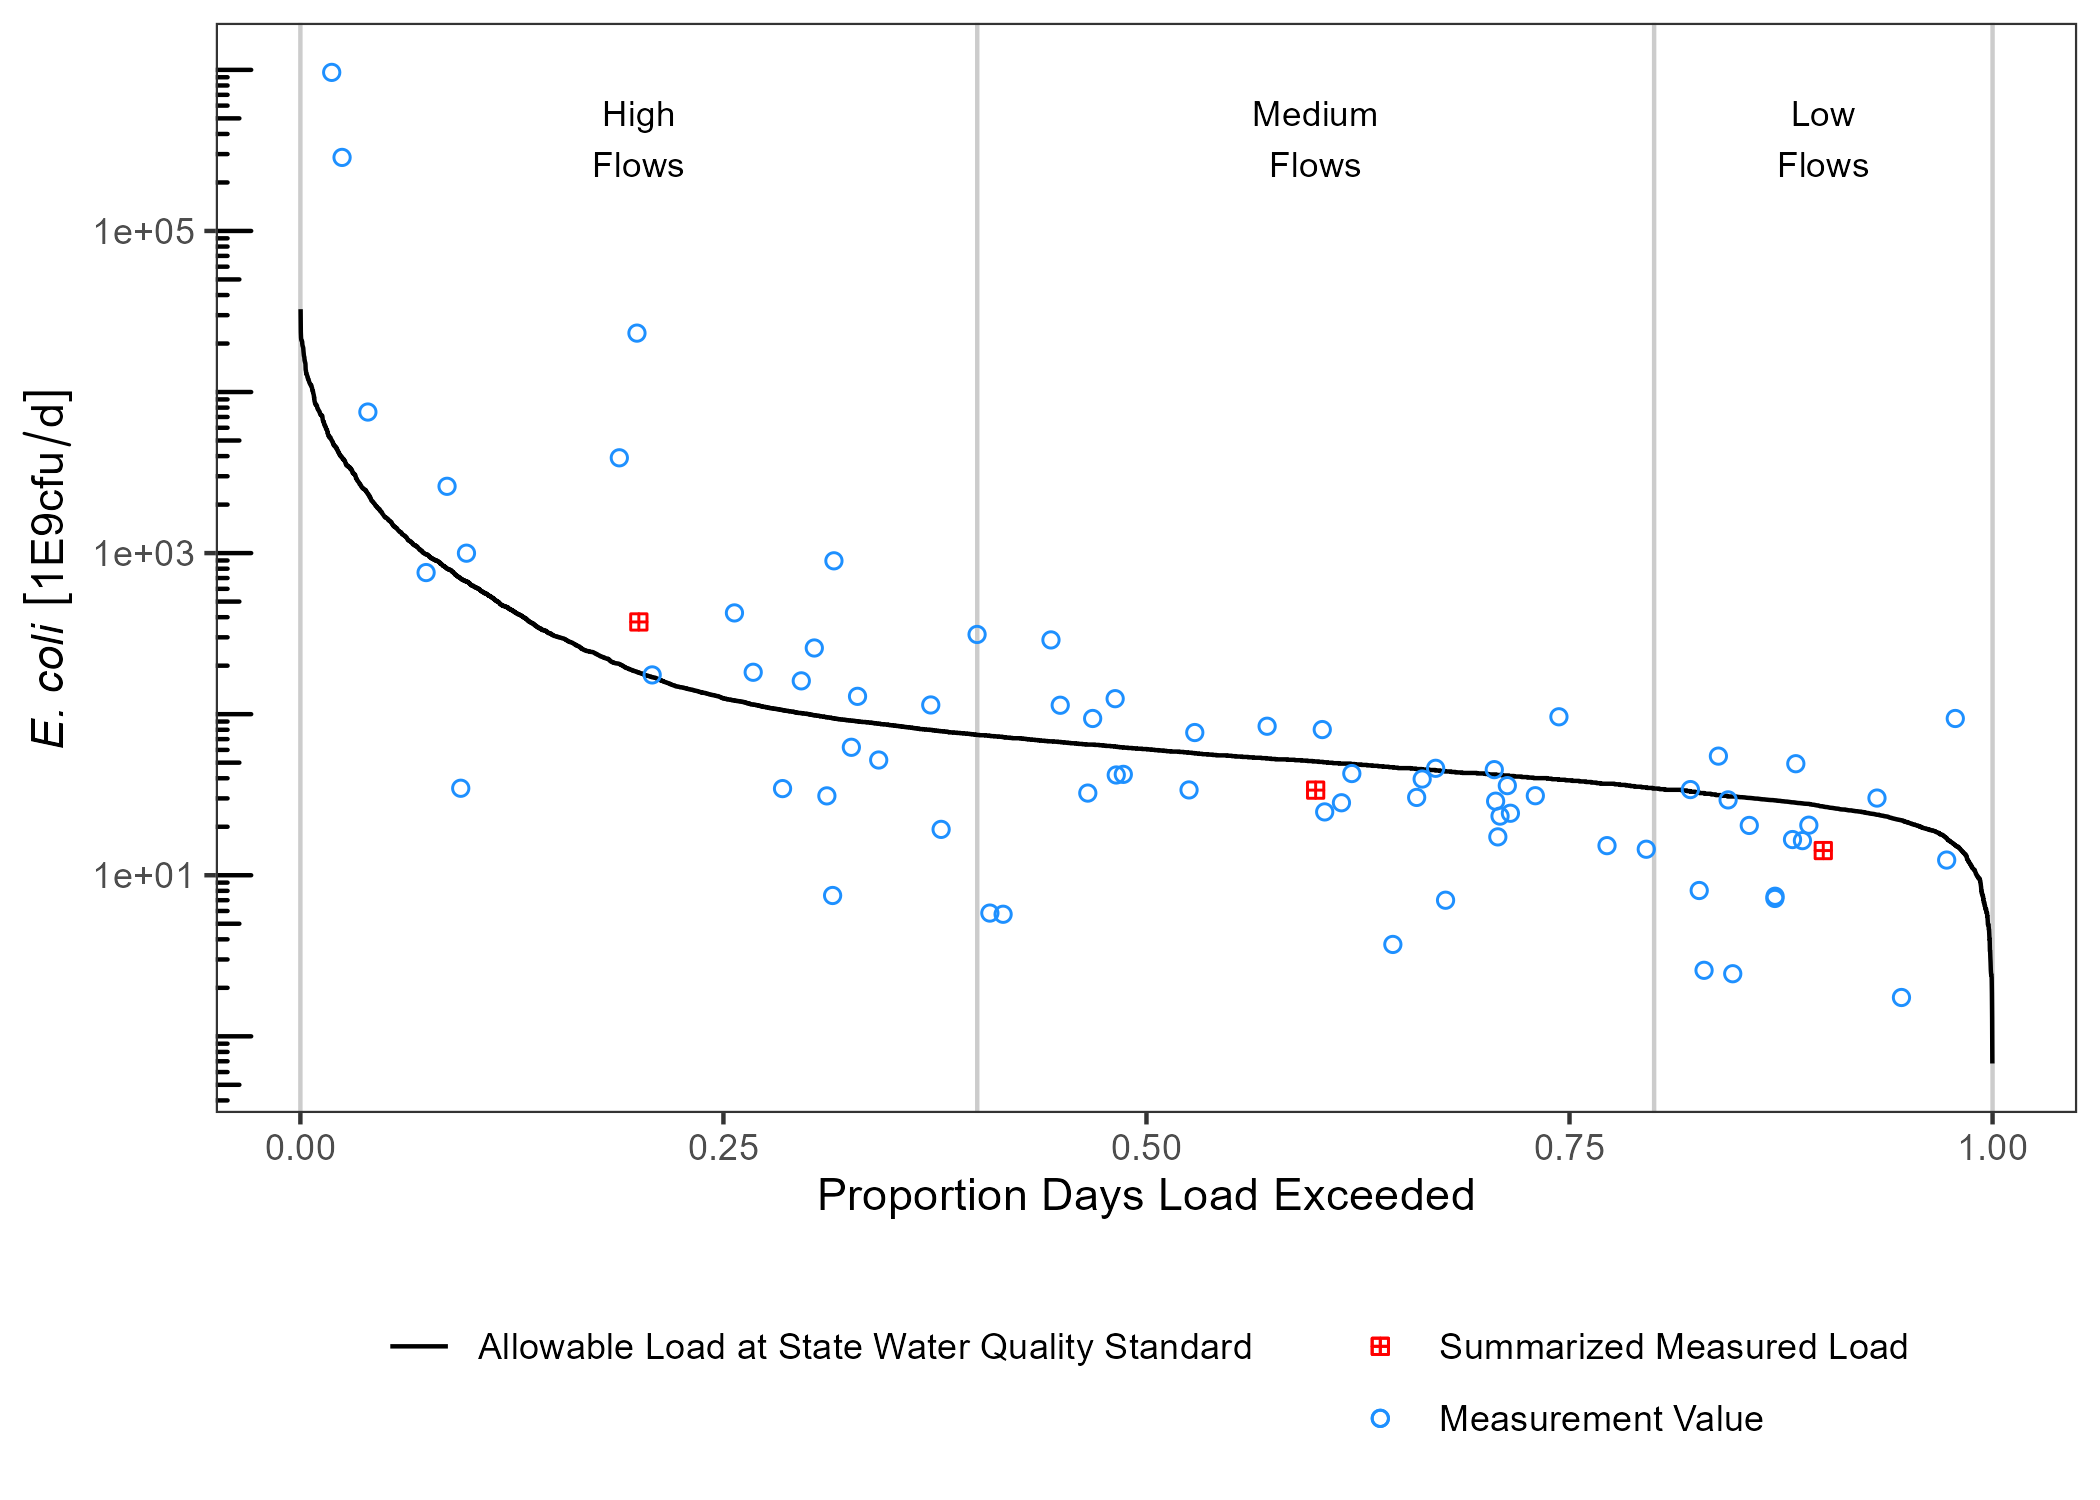 High
Flows
Medium
Flows
Low
Flows
1e+05
1e+03
1e+01
E. coli [1E9cfu/d]
0.00 0.25 0.50 0.75 1.00
Proportion Days Load Exceeded
Allowable Load at State Water Quality Standard
Summarized Measured Load
Measurement Value